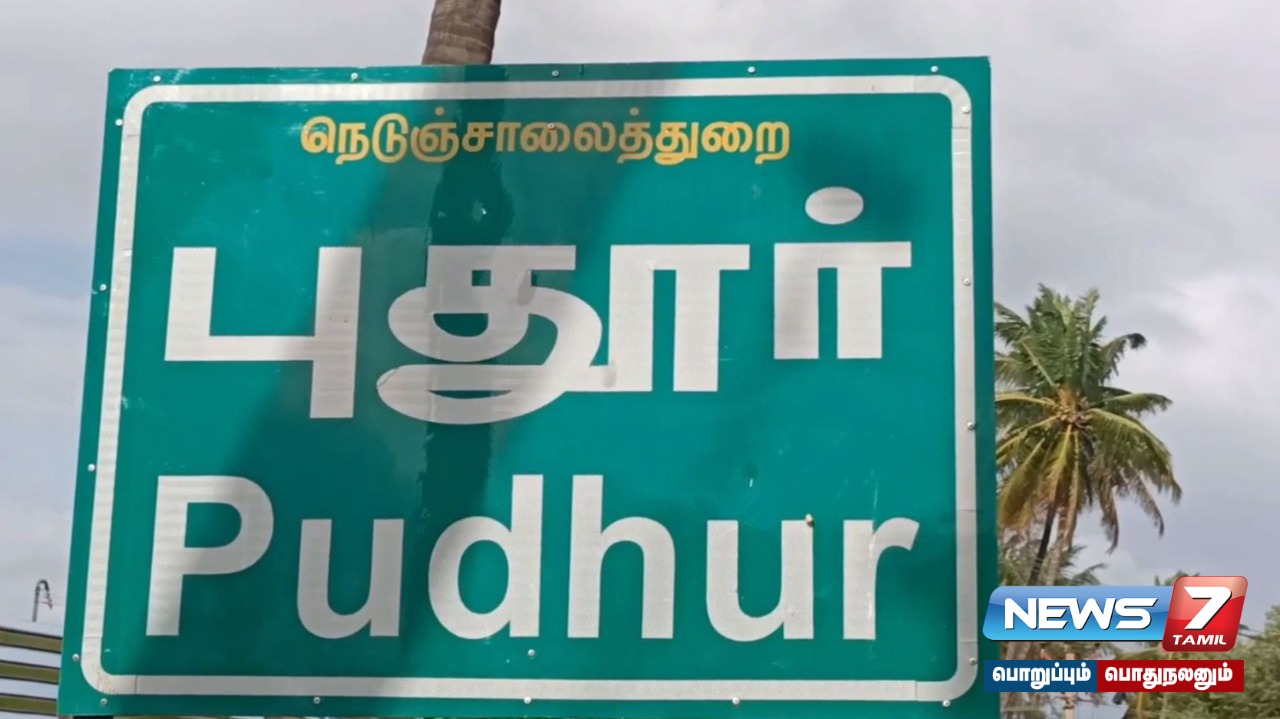 நெடுஞ்சாலைத்துறை
புதூர்
Pudhur
NEWS 7
TAMIL
பொறுப்பும் பொதுநலனும்